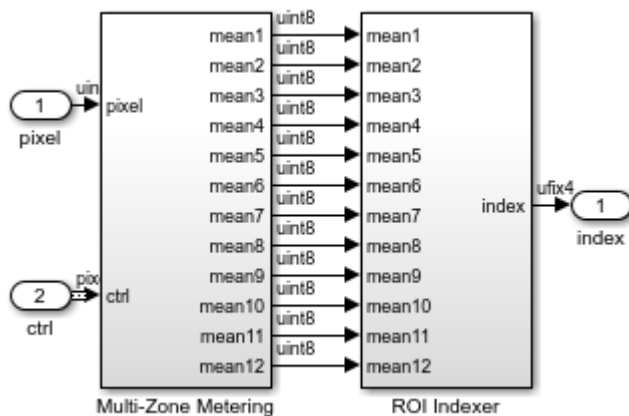 uint8
mean1 mean1
uint8
mean2 mean2
uint8
uin mean3 mean3
1 pixel uint8
pixel mean4 mean4
uint8
mean5 mean5
uint8
mean6 mean6 ufix4
uint8
mean7 mean7 index 1
uint8
mean8 mean8 index
uint8
pix mean9 mean9
2 ctrl uint8
ctrl mean10 mean10
uint8
mean11 mean11
uint8
mean12 mean12
Multi-Zone Metering ROI Indexer